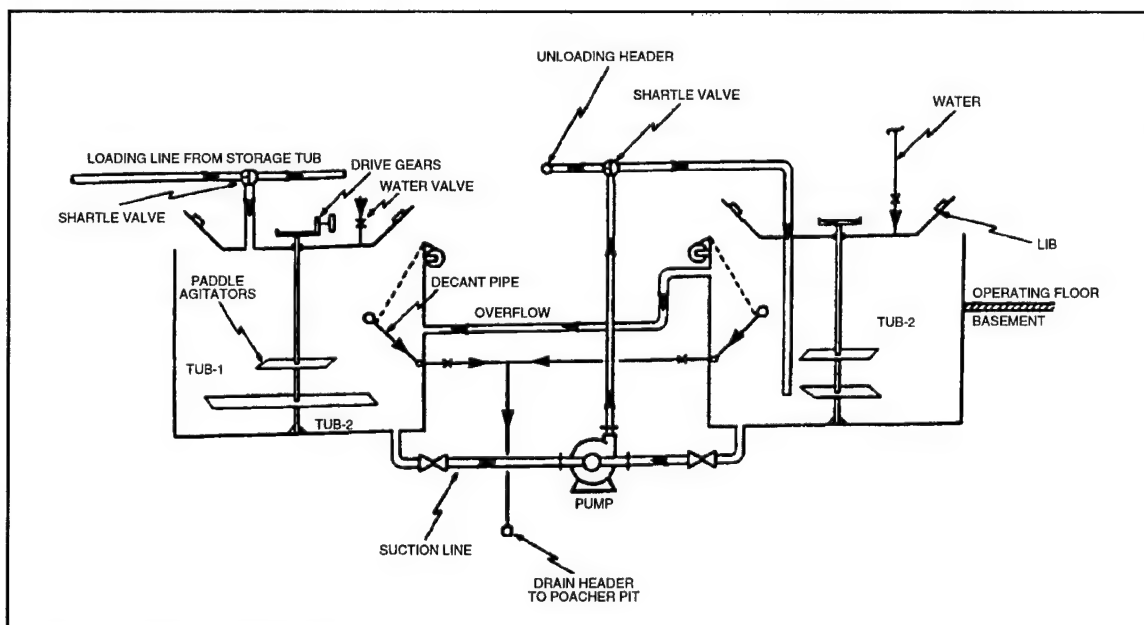 UNLOADING HEADER
SHARTLE VALVE
WATER
LOADING LINE FROM STORAGE TUB
DRIVE GEARS
WATER VALVE
SHARTLE VALVE
LIB
PADDLE
AGITATORS
DECANT PIPE
OVERFLOW
OPERATING FLOOR
BASEMENT
TUB-2
TUB-1
TUB-2
PUMP
SUCTION LINE
DRAIN HEADER
TO POACHER PIT